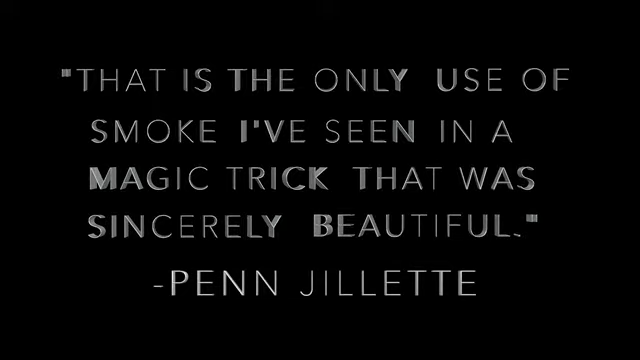 "THAT IS THE ONLY USE OF
SMOKE I'VE SEEN IN A
MAGIC TRICK THAT WAS
SINCERELY BEAUTIFUL."
-PENN JILLETTE